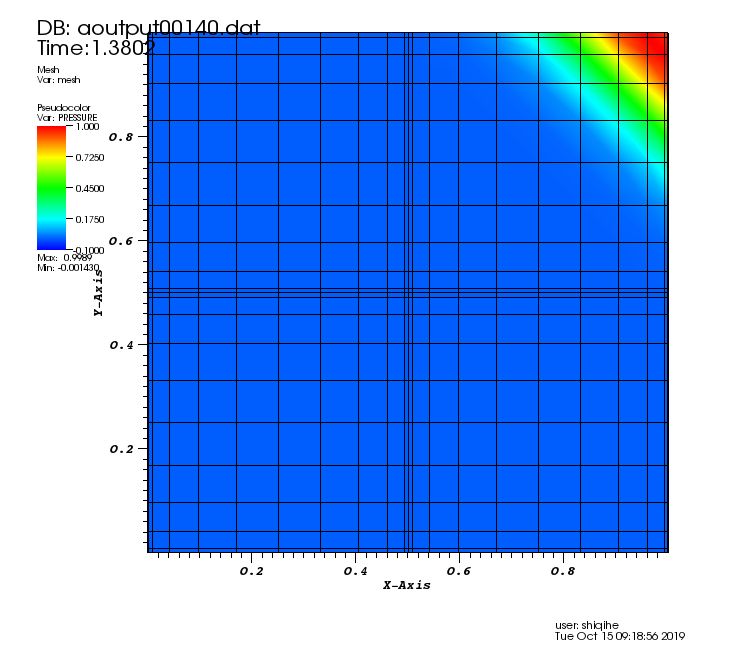 DB: aoutput00140.dat
Time:1.3802
Mesh
Var: mesh
Pseudocolor
Var: PRESSURE
1.000
0.7250
0.4500
0.1750
-0.1000
Max: 0.9989
Min: -0.001430
0.8
0.6
0.4
0.2
Y-Axis
0.2 0.4 0.6 0.8
X-Axis
user: shiqihe
Tue Oct 15 09:18:56 2019